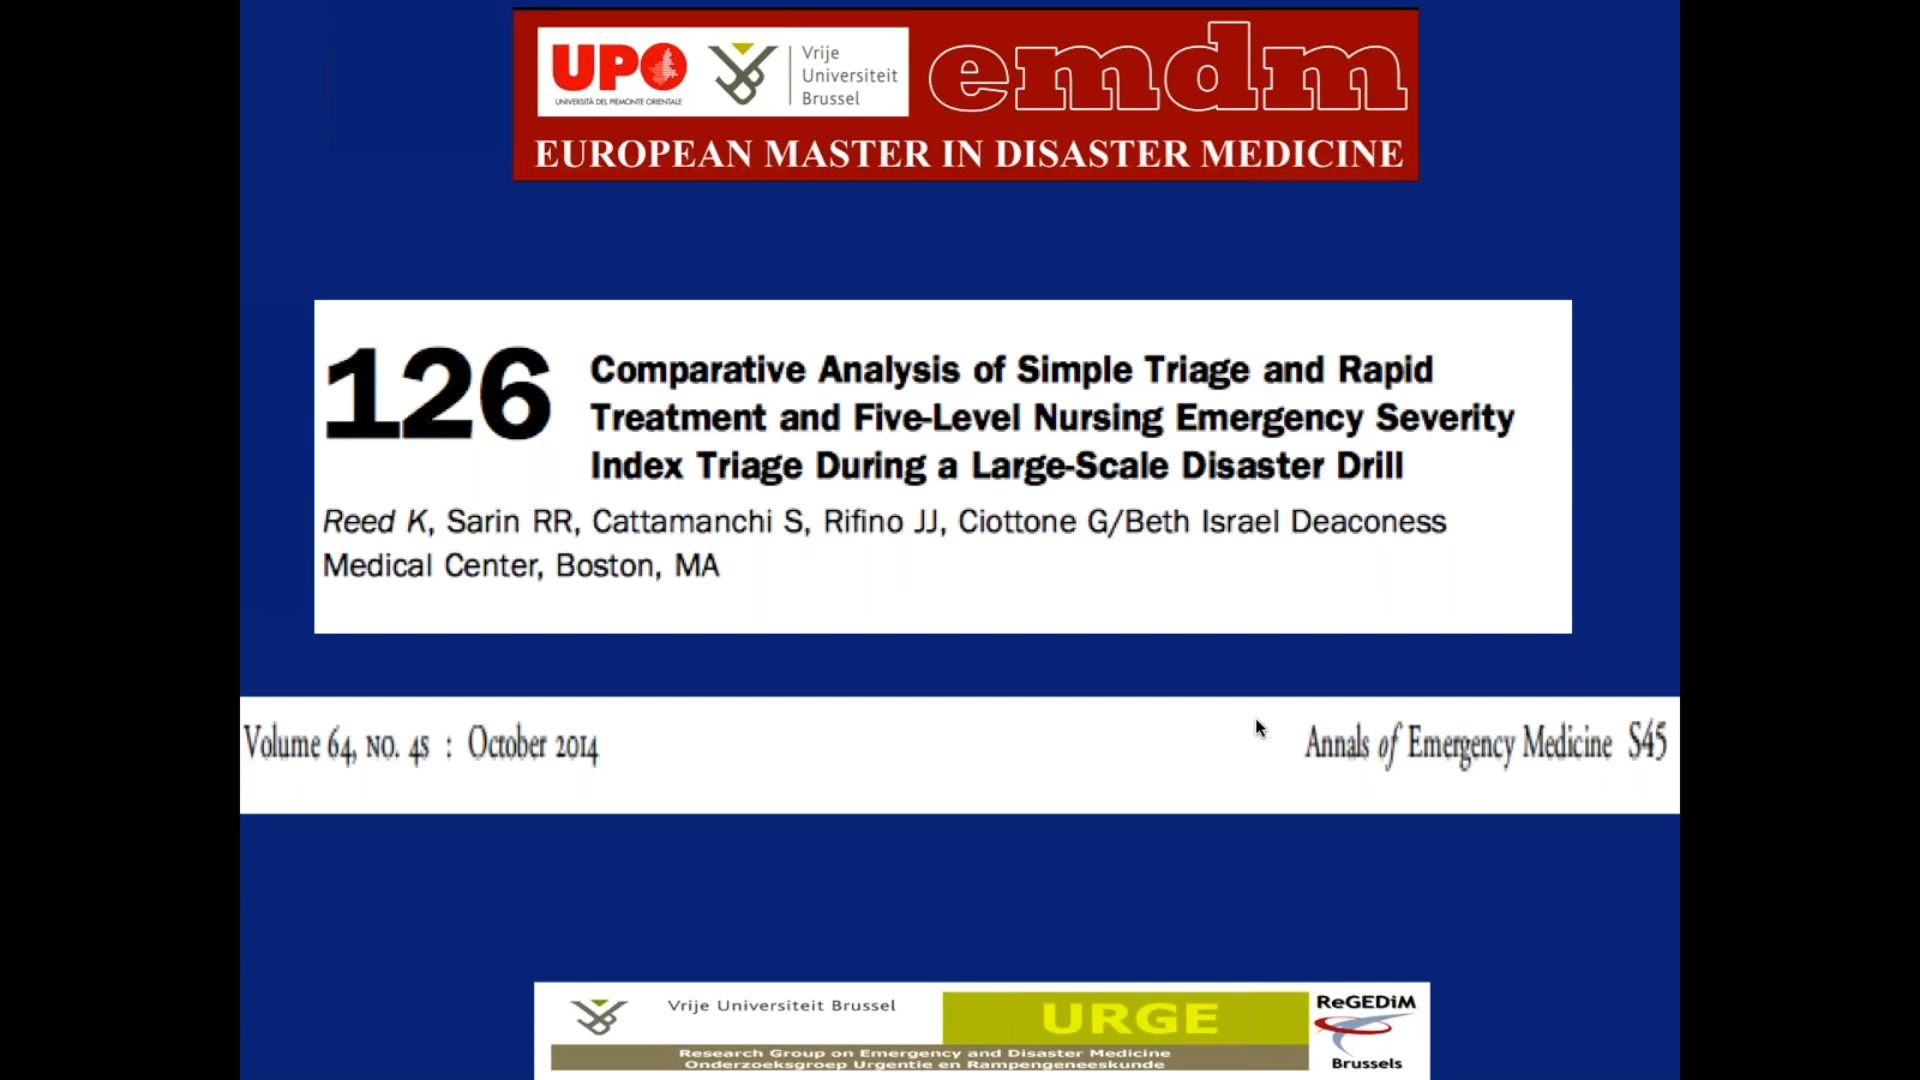 UPO
UNIVERSITÀ DEL PIEMONTE ORIENTALE
Vrije
Universiteit
Brussel
emdm
EUROPEAN MASTER IN DISASTER MEDICINE
126
Comparative Analysis of Simple Triage and Rapid
Treatment and Five-Level Nursing Emergency Severity
Index Triage During a Large-Scale Disaster Drill
Reed K, Sarin RR, Cattamanchi S, Rifino JJ, Ciottone G/Beth Israel Deaconess
Medical Center, Boston, MA
Volume 64, NO. 4S : October 2014
Annals of Emergency Medicine S45
Vrije Universiteit Brussel
URGE
Research Group on Emergency and Disaster Medicine
Onderzoeksgroep Urgentie en Rampengeneeskunde
ReGEDiM
Brussels